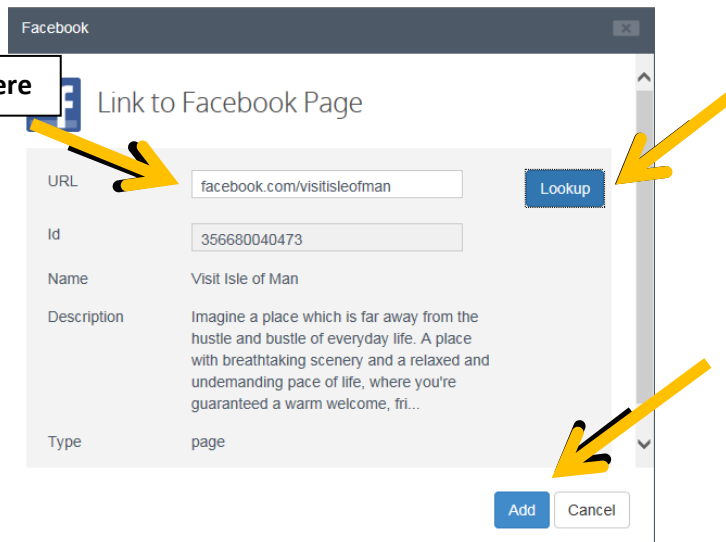 Facebook
ere
Link to Facebook Page
URL
facebook.com/visitisleofman
Lookup
Id
356680040473
Name
Visit Isle of Man
Description
Imagine a place which is far away from the
hustle and bustle of everyday life. A place
with breathtaking scenery and a relaxed and
undemanding pace of life, where you're
guaranteed a warm welcome, fri...
Type
page
Add
Cancel